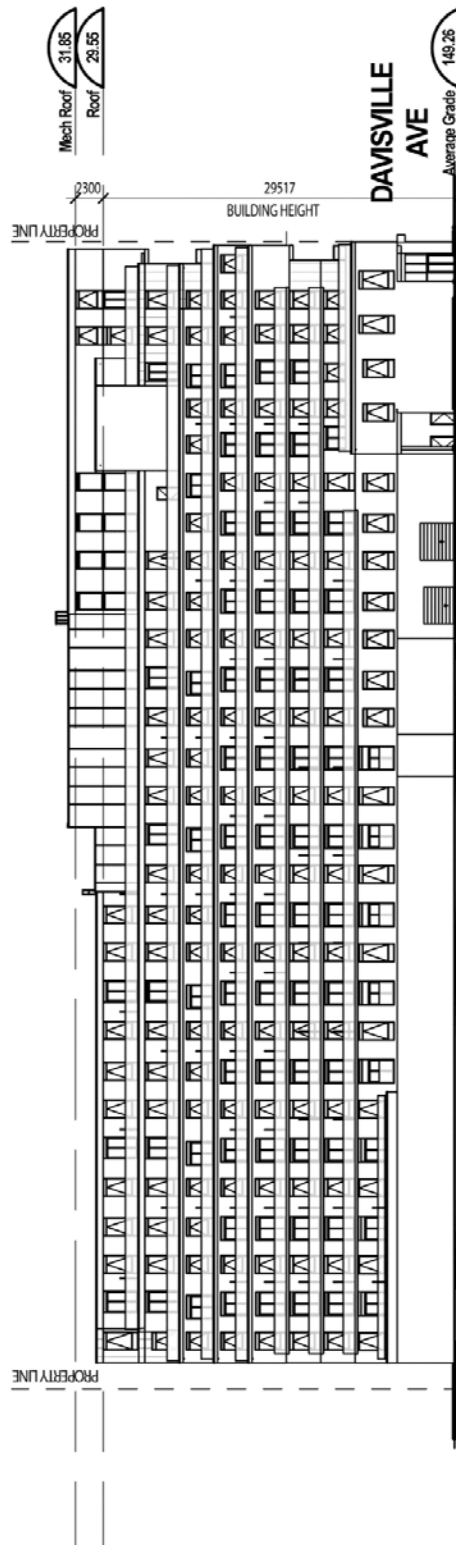 Mech Roof 31.85
Roof 29.55
2300
29517
BUILDING HEIGHT
PROPERTY LINE
DAVISVILLE
AVE
Average Grade 149.26
PROPERTY LINE